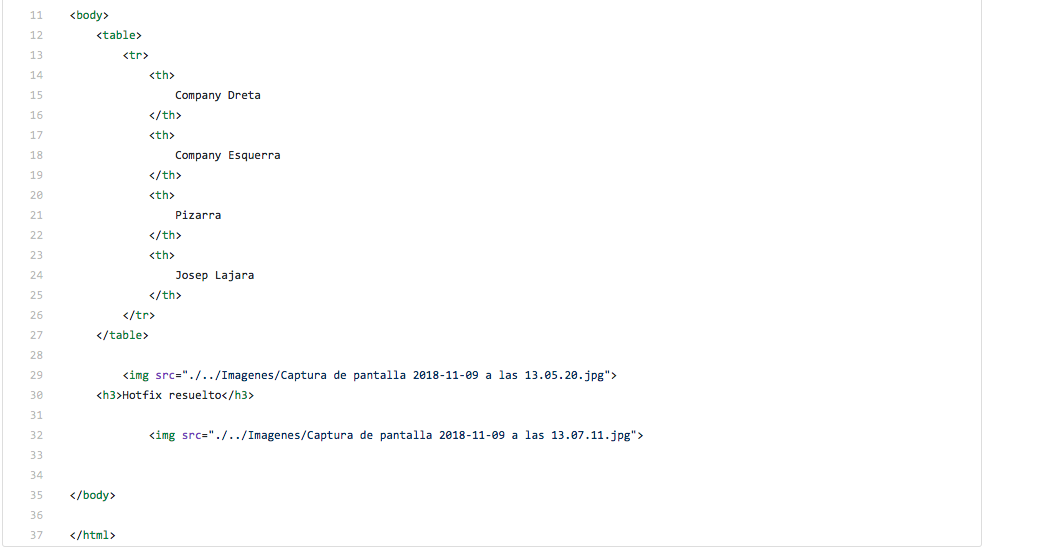 11 <body>
12 <table>
13 <tr>
14 <th>
15 Company Dreta
16 </th>
17 <th>
18 Company Esquerra
19 </th>
20 <th>
21 Pizarra
22 </th>
23 <th>
24 Josep Lajara
25 </th>
26 </tr>
27 </table>
28
29 <img src="./../Imagenes/Captura de pantalla 2018-11-09 a las 13.05.20.jpg">
30 <h3>Hotfix resuelto</h3>
31
32 <img src="./../Imagenes/Captura de pantalla 2018-11-09 a las 13.07.11.jpg">
33
34
35 </body>
36
37 </html>